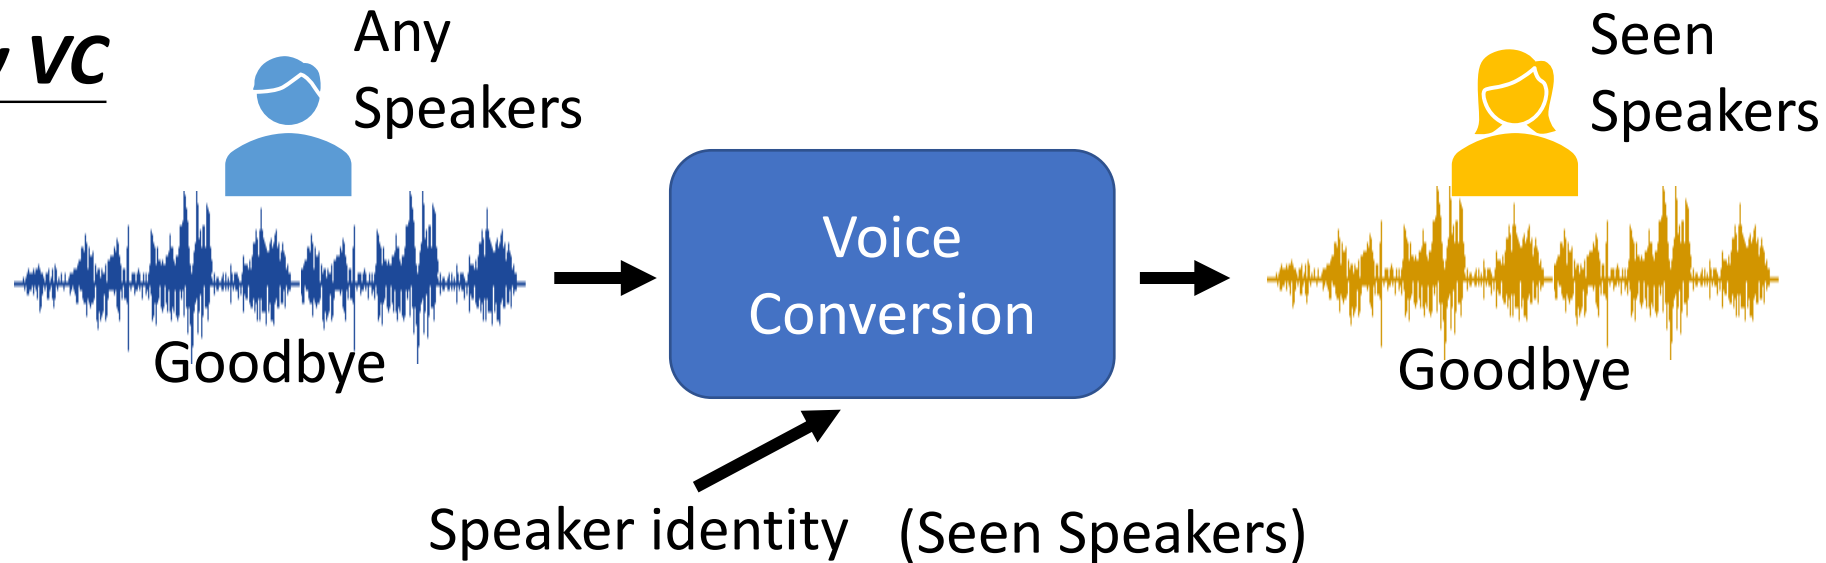 VC
Any
Speakers
Seen
Speakers
Voice
Conversion
Goodbye
Goodbye
Speaker identity (Seen Speakers)